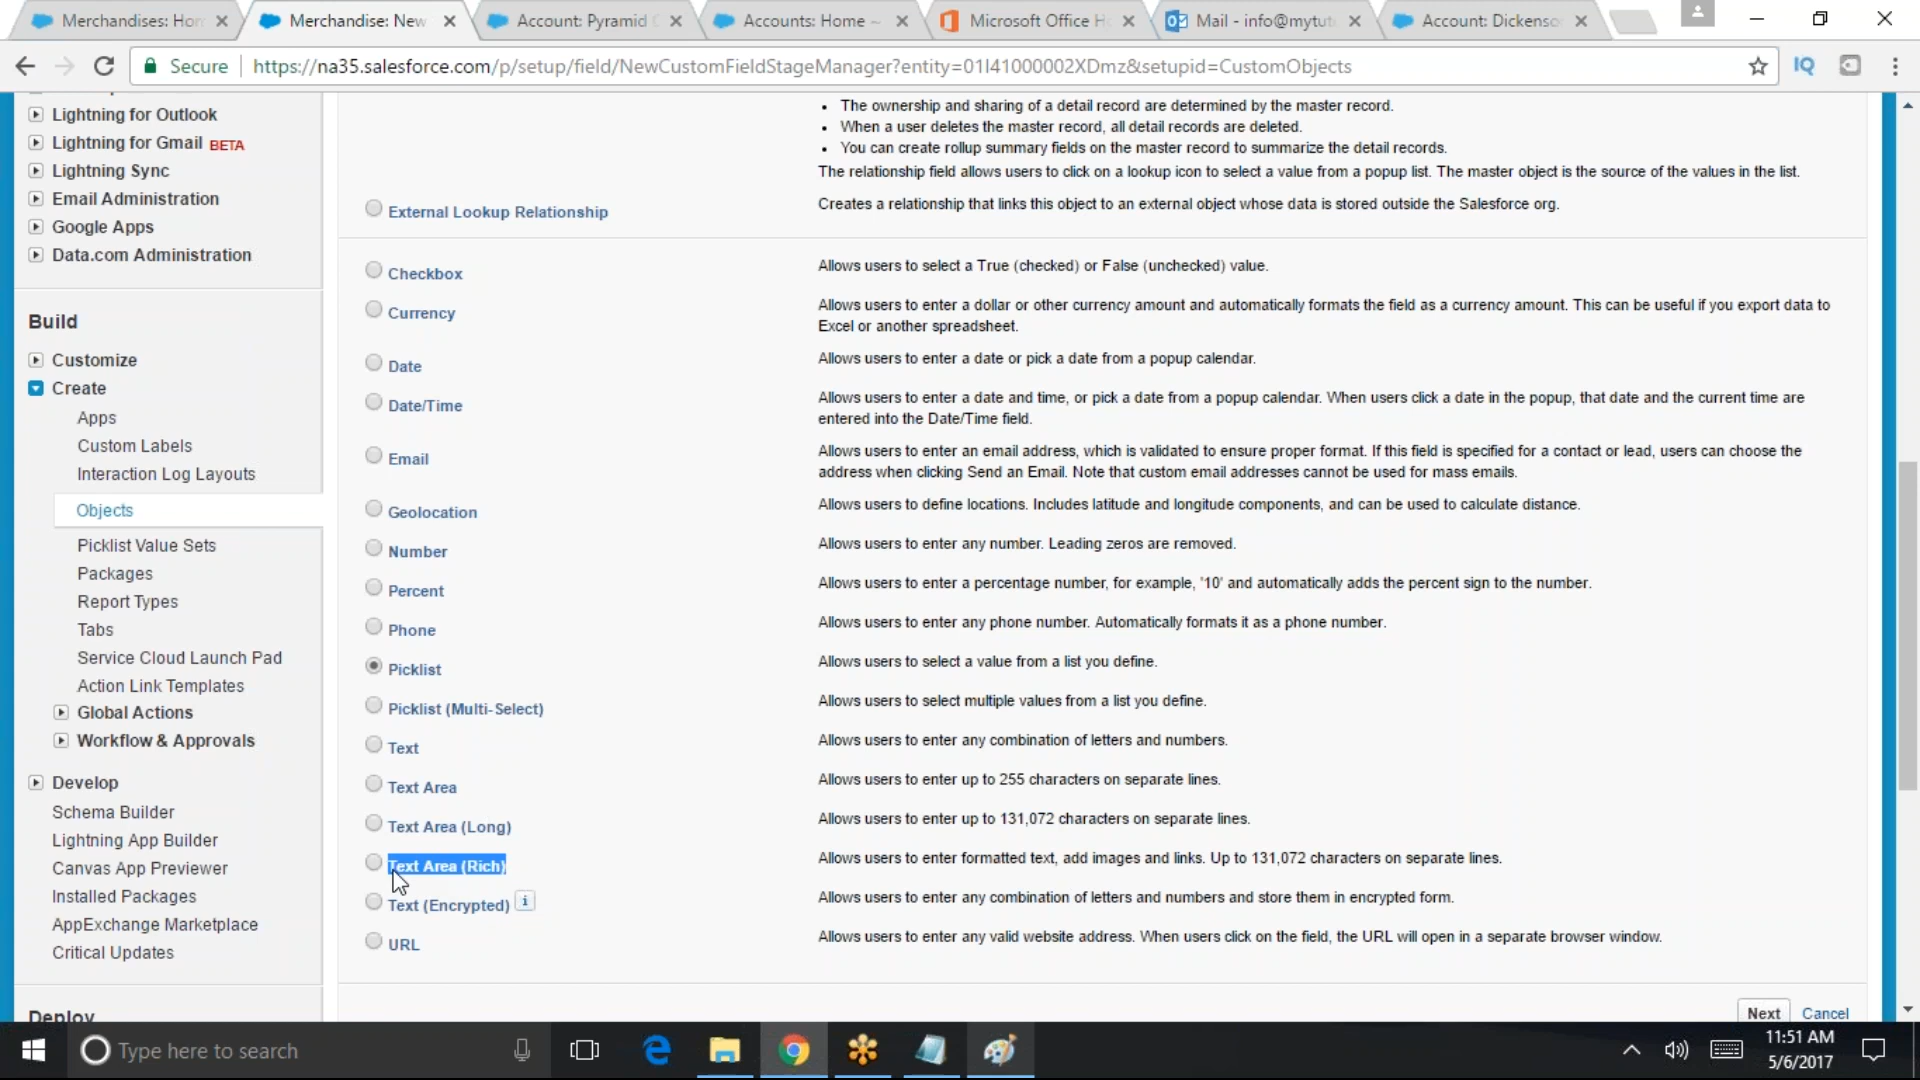 Merchandises: Hor
Merchandise: New
Account: Pyramid
Accounts: Home ~
Microsoft Office H
Mail - info@mytut
Account: Dickenso
Secure
https://na35.salesforce.com/p/setup/field/NewCustomFieldStageManager?entity=01I41000002XDmz&setupid=CustomObjects
IQ
Lightning for Outlook
Lightning for Gmail BETA
Lightning Sync
Email Administration
Google Apps
Data.com Administration
Build
Customize
Create
Apps
Custom Labels
Interaction Log Layouts
Objects
Picklist Value Sets
Packages
Report Types
Tabs
Service Cloud Launch Pad
Action Link Templates
Global Actions
Workflow & Approvals
Develop
Schema Builder
Lightning App Builder
Canvas App Previewer
Installed Packages
AppExchange Marketplace
Critical Updates
Deploy
• The ownership and sharing of a detail record are determined by the master record.
• When a user deletes the master record, all detail records are deleted.
• You can create rollup summary fields on the master record to summarize the detail records.
The relationship field allows users to click on a lookup icon to select a value from a popup list. The master object is the source of the values in the list.
External Lookup Relationship
Creates a relationship that links this object to an external object whose data is stored outside the Salesforce org.
Checkbox
Allows users to select a True (checked) or False (unchecked) value.
Currency
Allows users to enter a dollar or other currency amount and automatically formats the field as a currency amount. This can be useful if you export data to
Excel or another spreadsheet.
Date
Allows users to enter a date or pick a date from a popup calendar.
Date/Time
Allows users to enter a date and time, or pick a date from a popup calendar. When users click a date in the popup, that date and the current time are
entered into the Date/Time field.
Email
Allows users to enter an email address, which is validated to ensure proper format. If this field is specified for a contact or lead, users can choose the
address when clicking Send an Email. Note that custom email addresses cannot be used for mass emails.
Geolocation
Allows users to define locations. Includes latitude and longitude components, and can be used to calculate distance.
Number
Allows users to enter any number. Leading zeros are removed.
Percent
Allows users to enter a percentage number, for example, '10' and automatically adds the percent sign to the number.
Phone
Allows users to enter any phone number. Automatically formats it as a phone number.
Picklist
Allows users to select a value from a list you define.
Picklist (Multi-Select)
Allows users to select multiple values from a list you define.
Text
Allows users to enter any combination of letters and numbers.
Text Area
Allows users to enter up to 255 characters on separate lines.
Text Area (Long)
Allows users to enter up to 131,072 characters on separate lines.
Text Area (Rich)
Allows users to enter formatted text, add images and links. Up to 131,072 characters on separate lines.
Text (Encrypted) i
Allows users to enter any combination of letters and numbers and store them in encrypted form.
URL
Allows users to enter any valid website address. When users click on the field, the URL will open in a separate browser window.
Next Cancel
Type here to search
11:51 AM
5/6/2017